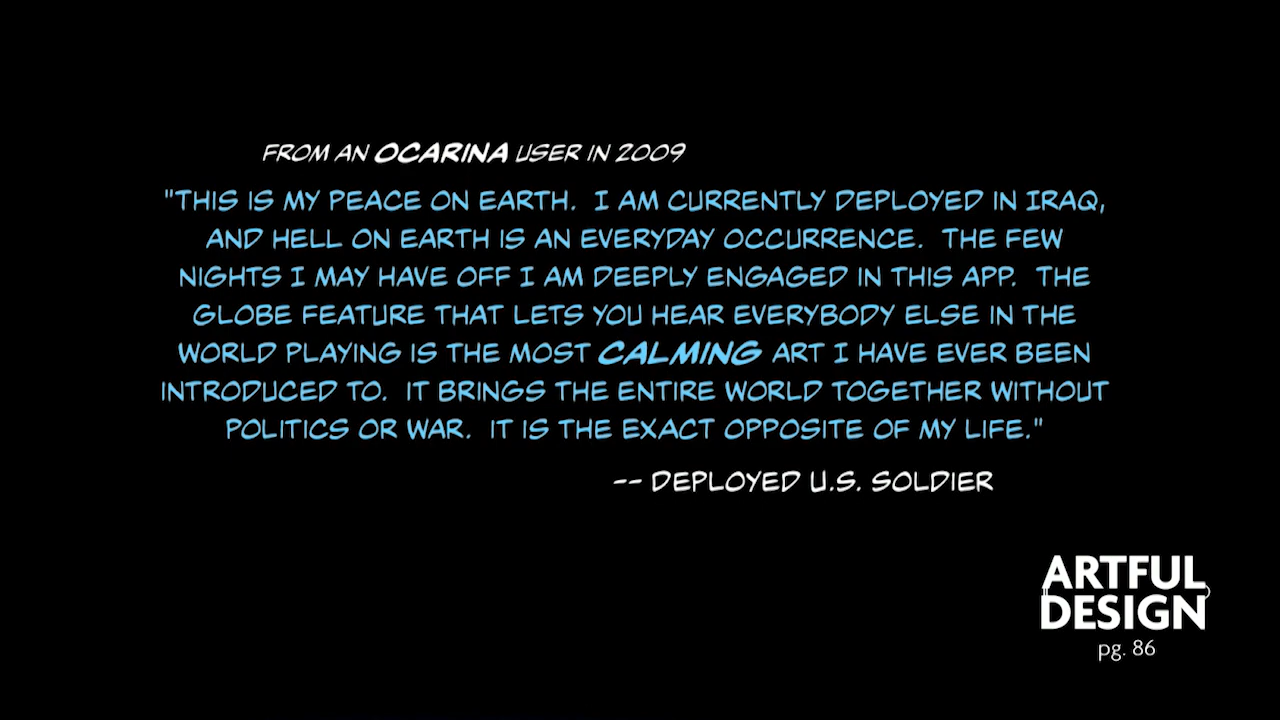 FROM AN OCARINA USER IN 2009
"THIS IS MY PEACE ON EARTH. I AM CURRENTLY DEPLOYED IN IRAQ,
AND HELL ON EARTH IS AN EVERYDAY OCCURRENCE. THE FEW
NIGHTS I MAY HAVE OFF I AM DEEPLY ENGAGED IN THIS APP. THE
GLOBE FEATURE THAT LETS YOU HEAR EVERYBODY ELSE IN THE
WORLD PLAYING IS THE MOST CALMING ART I HAVE EVER BEEN
INTRODUCED TO. IT BRINGS THE ENTIRE WORLD TOGETHER WITHOUT
POLITICS OR WAR. IT IS THE EXACT OPPOSITE OF MY LIFE."
-- DEPLOYED U.S. SOLDIER
ARTFUL
DESIGN
pg. 86